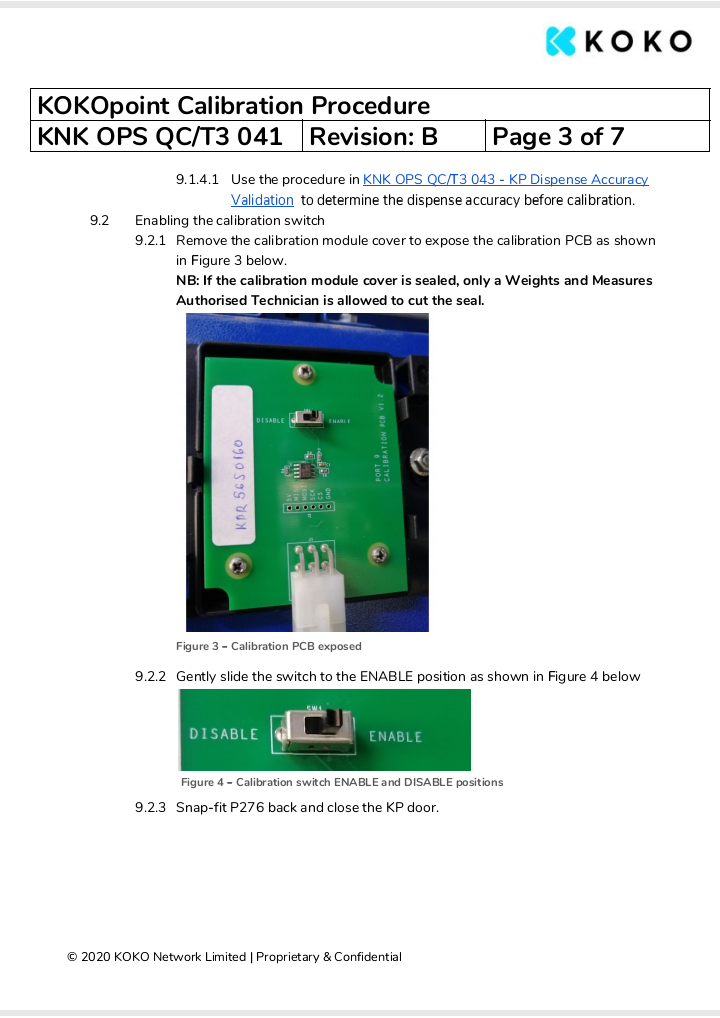 KOKO
KOKOpoint Calibration Procedure
KNK OPS QC/T3 041 Revision: B Page 3 of 7
9.1.4.1 Use the procedure in KNK OPS QC/T3 043 - KP Dispense Accuracy
Validation to determine the dispense accuracy before calibration.
9.2 Enabling the calibration switch
9.2.1 Remove the calibration module cover to expose the calibration PCB as shown
in Figure 3 below.
NB: If the calibration module cover is sealed, only a Weights and Measures
Authorised Technician is allowed to cut the seal.
DISABLE ENABLE
PORT 9
CALIBRATION PCB V1.2
KPR56S0160
5V
MOSI
SCK
CS
GND
Figure 3 – Calibration PCB exposed
9.2.2 Gently slide the switch to the ENABLE position as shown in Figure 4 below
SW1
DISABLE ENABLE
Figure 4 – Calibration switch ENABLE and DISABLE positions
9.2.3 Snap-fit P276 back and close the KP door.
© 2020 KOKO Network Limited | Proprietary & Confidential